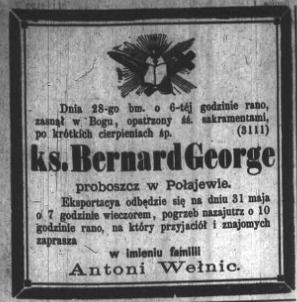 Dnia 28-go bm. o 6-téj godzinie rano,
zasnął w Bogu, opatrzony śś. sakramentami,
po krótkich cierpieniach śp. (3111)
ks. Bernard George
proboszcz w Połajewie.
Eksportacya odbędzie się na dniu 31 maja
o 7 godzinie wieczorem, pogrzeb nazajutrz o 10
godzinie rano, na który przyjaciół i znajomych
zaprasza
w imieniu familii
Antoni Wełnic.